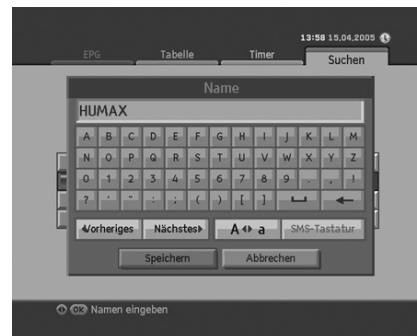 13:58 15,04,2005
EPG Tabelle Timer Suchen
Name
HUMAX
A B C D E F G H I J K L M
N O P Q R S T U V W X Y Z
0 1 2 3 4 5 6 7 8 9 . , !
? ' " - : ; ( ) [ ]
Vorheriges Nächstes A a SMS-Tastatur
Speichern Abbrechen
OK Namen eingeben